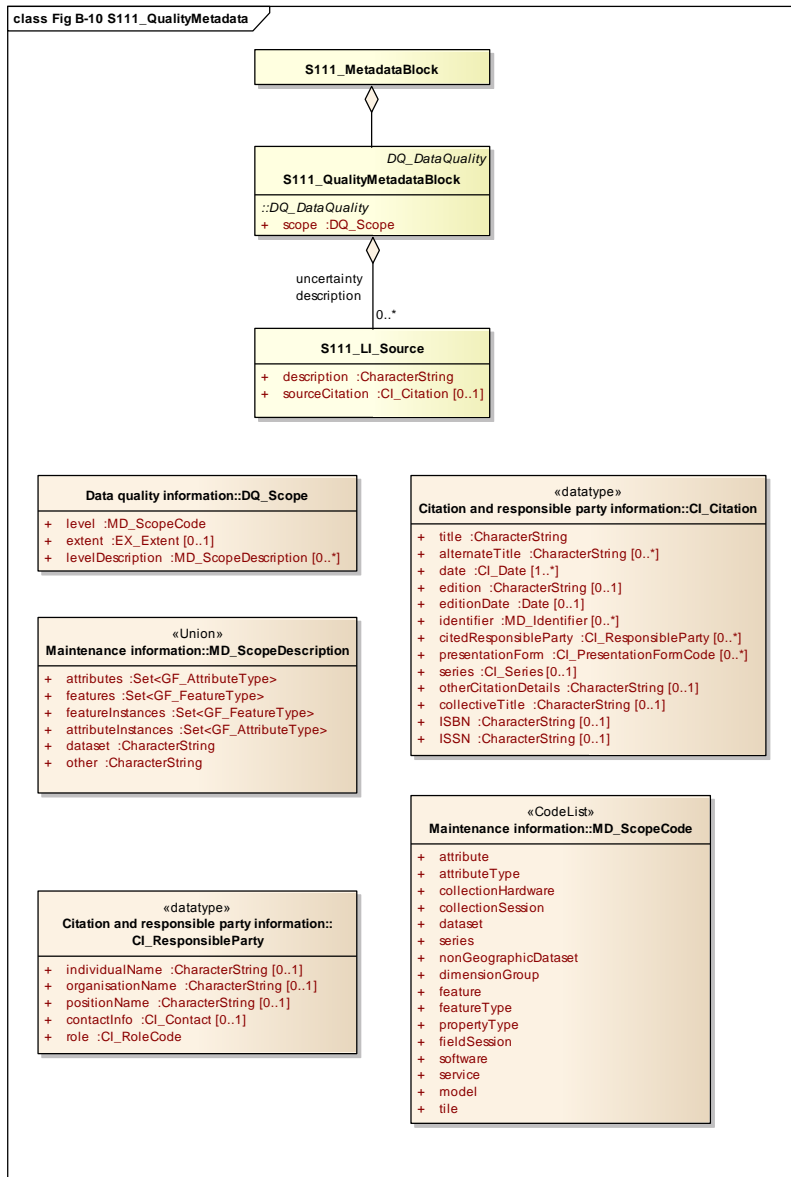 class Fig B-10 S111_QualityMetadata
S111_MetadataBlock
DQ_DataQuality
S111_QualityMetadataBlock
::DQ_DataQuality
+ scope :DQ_Scope
uncertainty
description
0..*
S111_LI_Source
+ description :CharacterString
+ sourceCitation :CI_Citation [0..1]
Data quality information::DQ_Scope
+ level :MD_ScopeCode
+ extent :EX_Extent [0..1]
+ levelDescription :MD_ScopeDescription [0..*]
«datatype»
Citation and responsible party information::CI_Citation
+ title :CharacterString
+ alternateTitle :CharacterString [0..*]
+ date :CI_Date [1..*]
+ edition :CharacterString [0..1]
+ editionDate :Date [0..1]
+ identifier :MD_Identifier [0..*]
+ citedResponsibleParty :CI_ResponsibleParty [0..*]
+ presentationForm :CI_PresentationFormCode [0..*]
+ series :CI_Series [0..1]
+ otherCitationDetails :CharacterString [0..1]
+ collectiveTitle :CharacterString [0..1]
+ ISBN :CharacterString [0..1]
+ ISSN :CharacterString [0..1]
«Union»
Maintenance information::MD_ScopeDescription
+ attributes :Set<GF_AttributeType>
+ features :Set<GF_FeatureType>
+ featureInstances :Set<GF_FeatureType>
+ attributeInstances :Set<GF_AttributeType>
+ dataset :CharacterString
+ other :CharacterString
«CodeList»
Maintenance information::MD_ScopeCode
+ attribute
+ attributeType
+ collectionHardware
+ collectionSession
+ dataset
+ series
+ nonGeographicDataset
+ dimensionGroup
+ feature
+ featureType
+ propertyType
+ fieldSession
+ software
+ service
+ model
+ tile
«datatype»
Citation and responsible party information::
CI_ResponsibleParty
+ individualName :CharacterString [0..1]
+ organisationName :CharacterString [0..1]
+ positionName :CharacterString [0..1]
+ contactInfo :CI_Contact [0..1]
+ role :CI_RoleCode